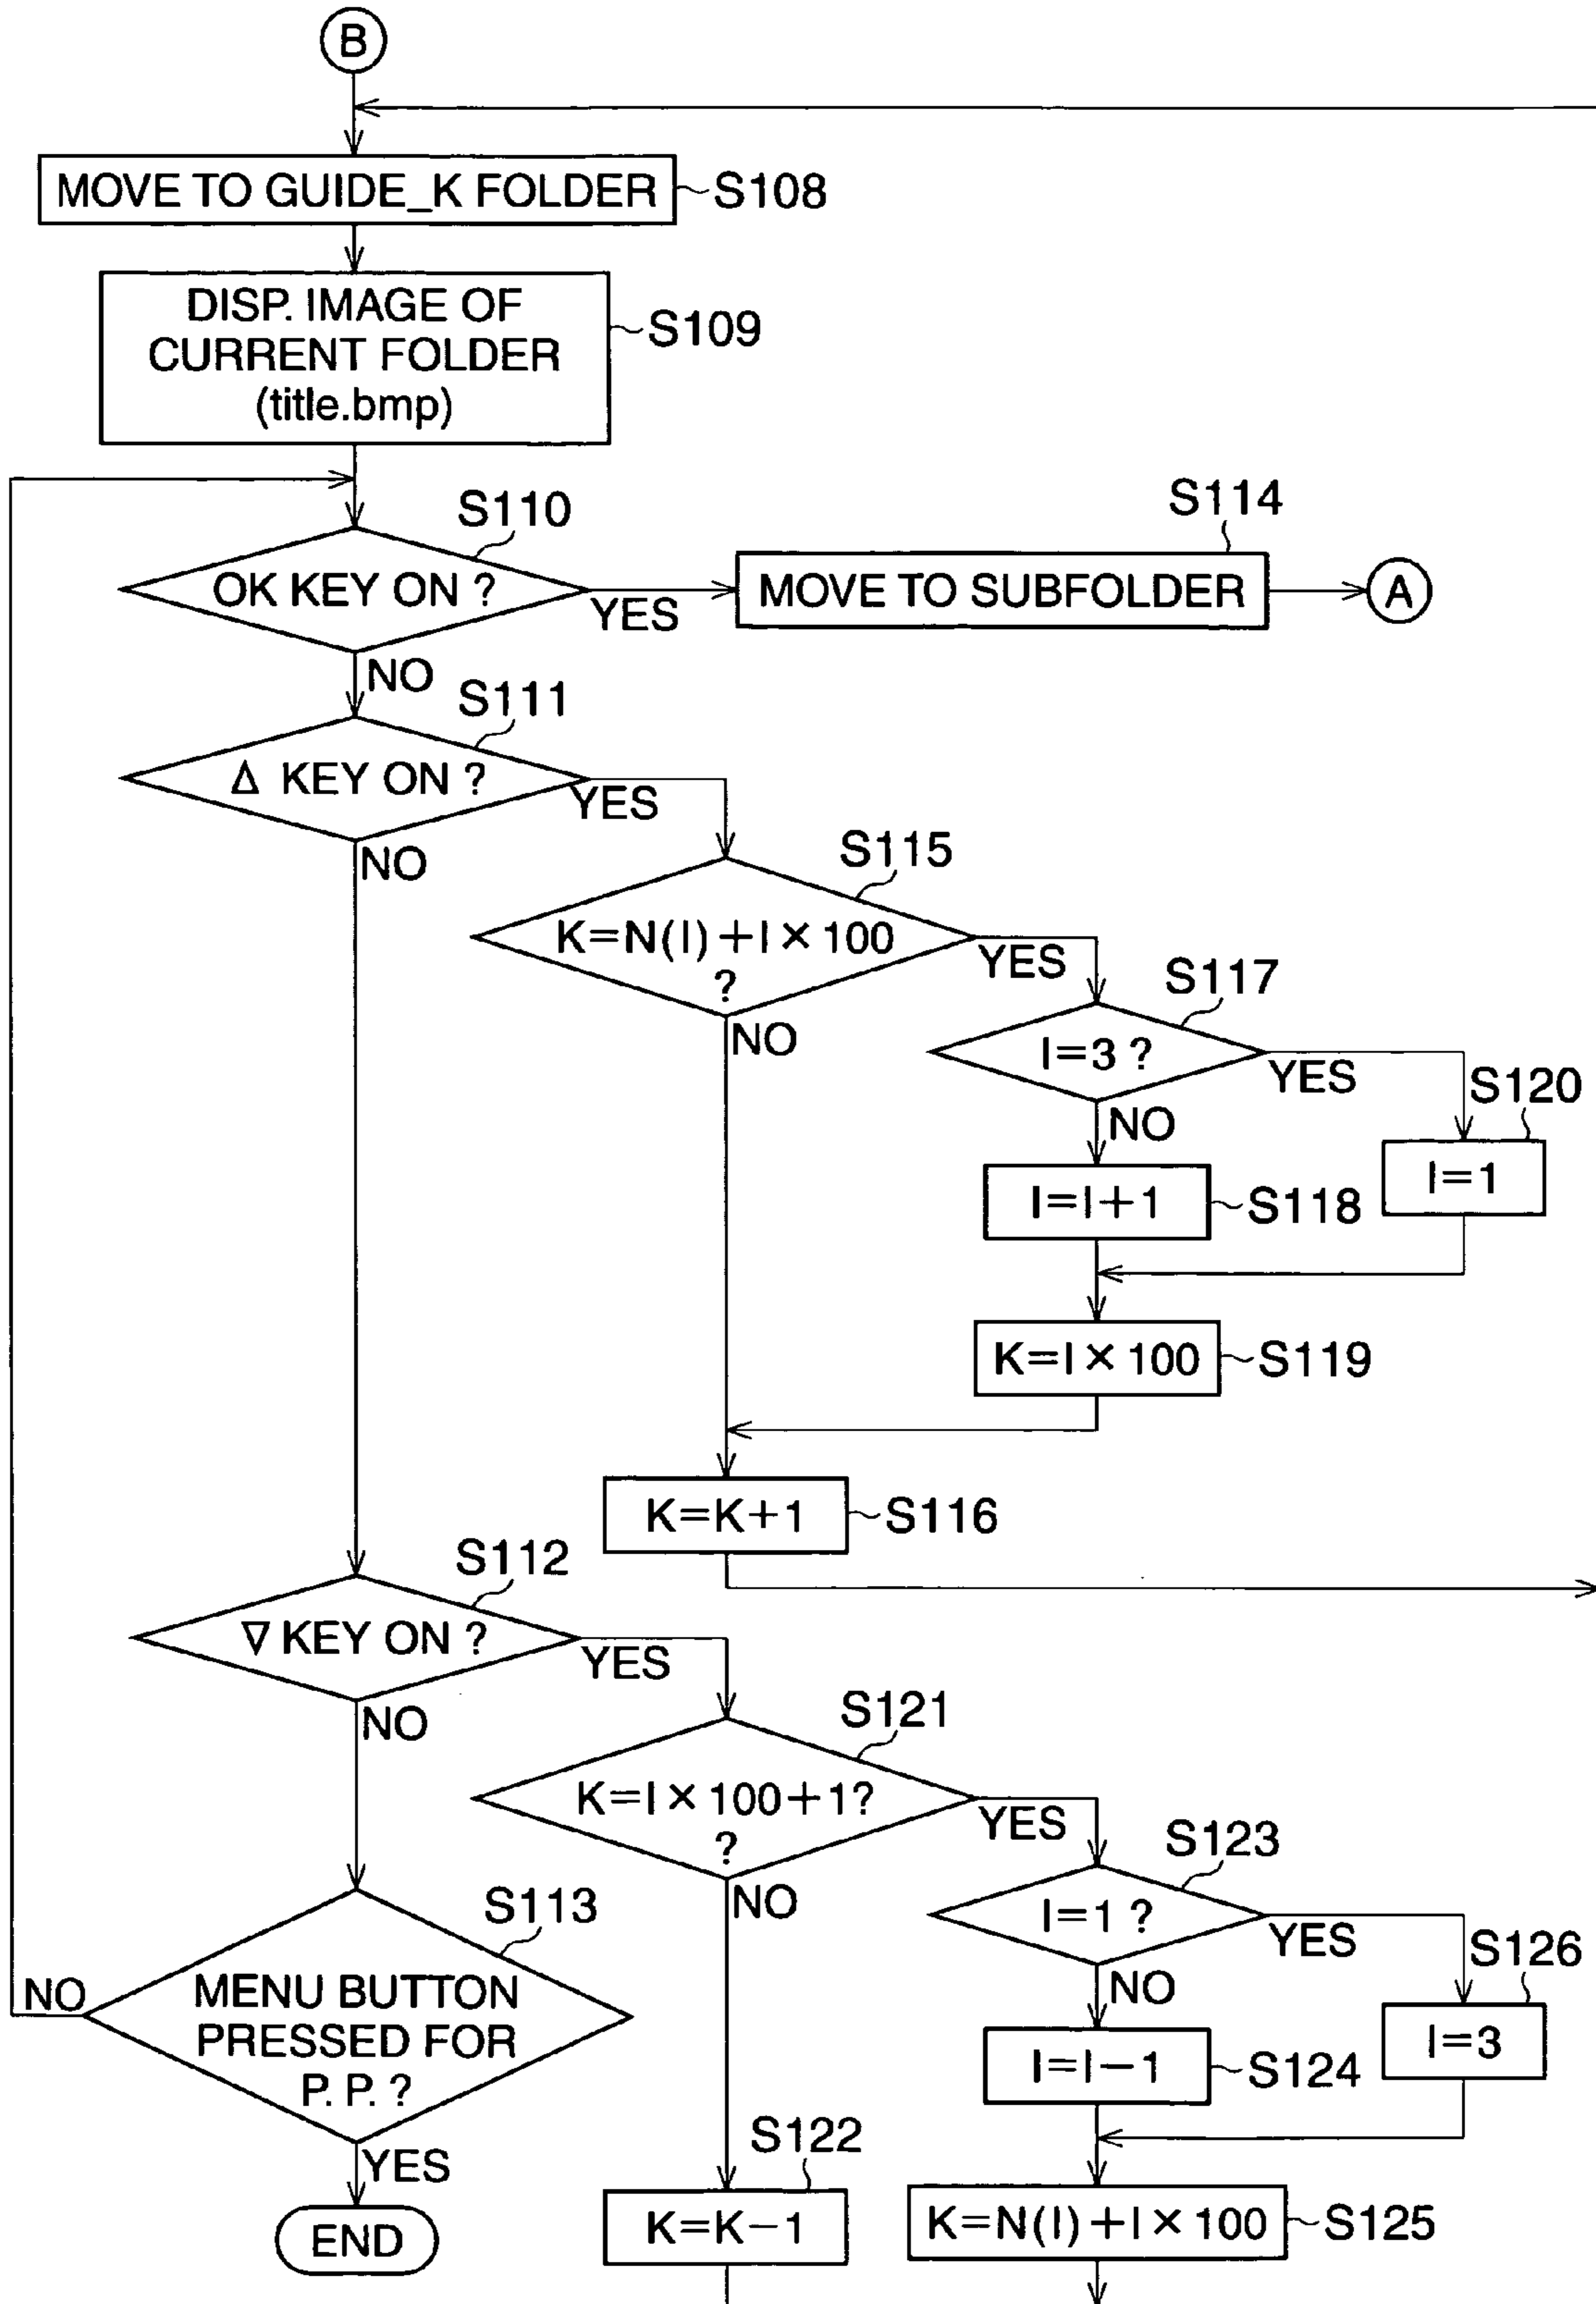 B
MOVE TO GUIDE_K FOLDER
S108
DISP. IMAGE OF
CURRENT FOLDER
(title.bmp)
S109
S110
OK KEY ON ?
YES
NO
S114
MOVE TO SUBFOLDER
A
S111
Δ KEY ON ?
YES
NO
S115
K=N(I)+I×100
?
YES
NO
S117
I=3 ?
YES
NO
S120
I=1
I=I+1
S118
K=I×100
S119
K=K+1
S116
S112
∇ KEY ON ?
YES
NO
S121
K=I×100+1?
?
YES
NO
S123
I=1 ?
YES
NO
S126
I=3
I=I−1
S124
S113
NO
MENU BUTTON
PRESSED FOR
P. P. ?
YES
END
S122
K=K−1
K=N(I)+I×100
S125